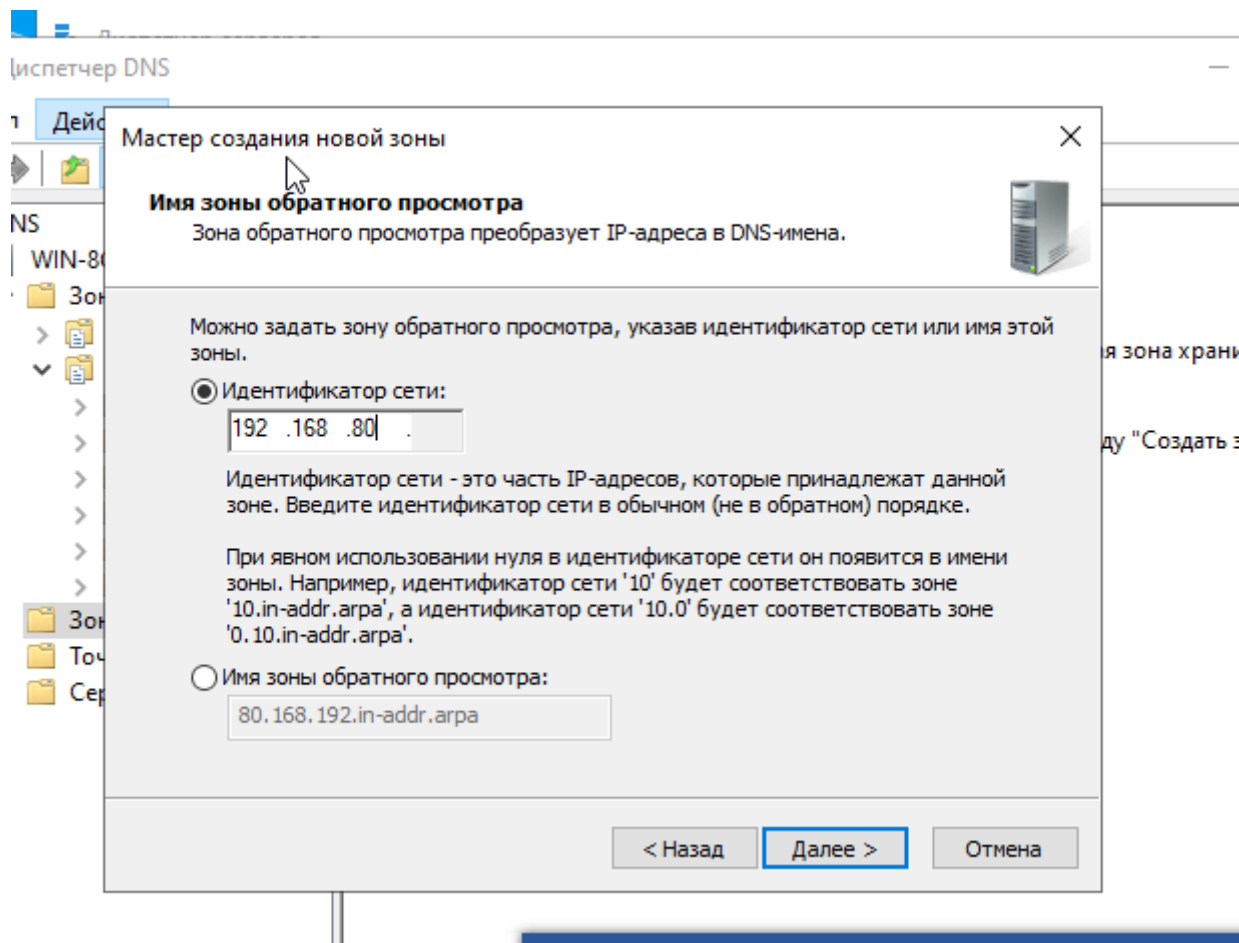 Диспетчер DNS
Мастер создания новой зоны
Имя зоны обратного просмотра
Зона обратного просмотра преобразует IP-адреса в DNS-имена.
Можно задать зону обратного просмотра, указав идентификатор сети или имя этой
зоны.
Идентификатор сети:
192 .168 .80 .
Идентификатор сети - это часть IP-адресов, которые принадлежат данной
зоне. Введите идентификатор сети в обычном (не в обратном) порядке.
При явном использовании нуля в идентификаторе сети он появится в имени
зоны. Например, идентификатор сети '10' будет соответствовать зоне
'10.in-addr.arpa', а идентификатор сети '10.0' будет соответствовать зоне
'0.10.in-addr.arpa'.
Имя зоны обратного просмотра:
80.168.192.in-addr.arpa
< Назад Далее > Отмена
Дейс
NS
WIN-8
Зон
Зон
Точ
Сер
я зона храни
ду "Создать з